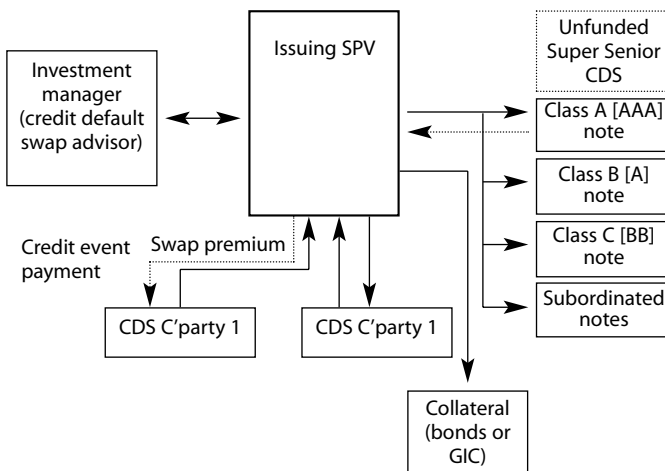 Issuing SPV
Unfunded
Super Senior
CDS
Investment
manager
(credit default
swap advisor)
Class A [AAA]
note
Class B [A]
note
Class C [BB]
note
Subordinated
notes
Credit event
payment
Swap premium
CDS C'party 1
CDS C'party 1
Collateral
(bonds or
GIC)